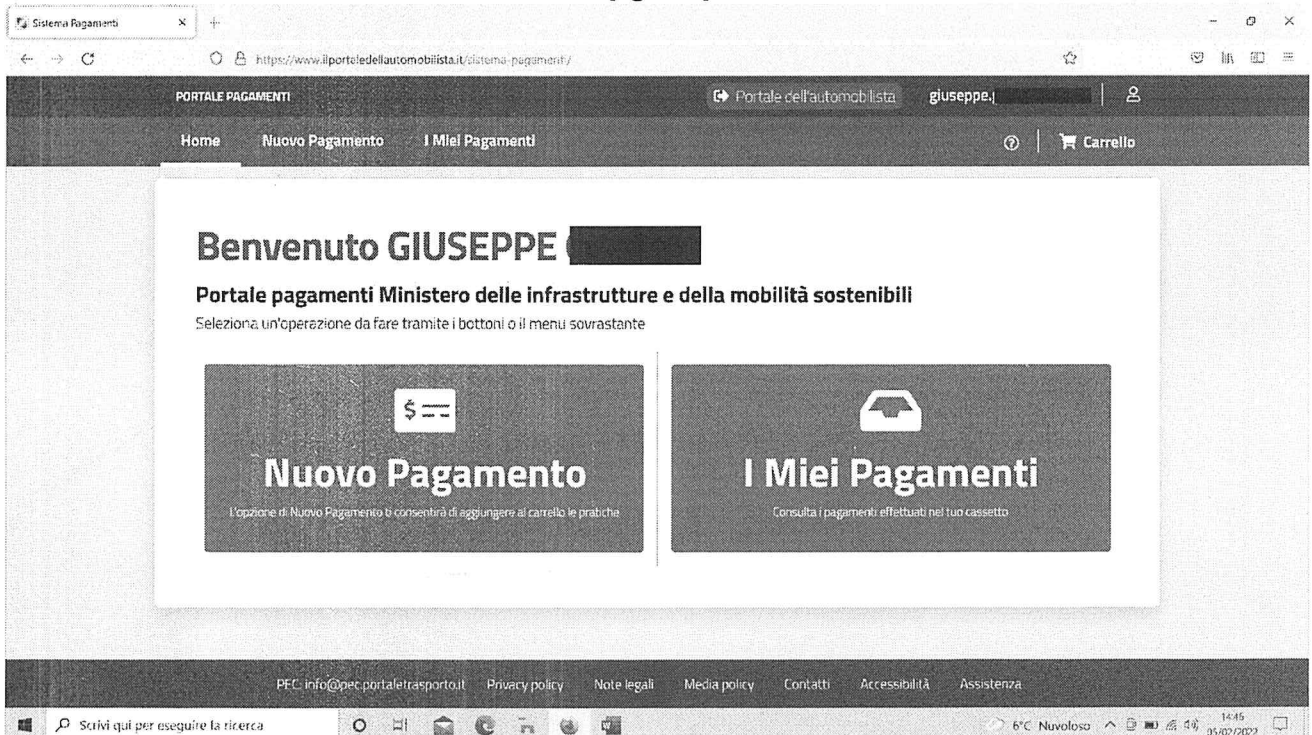 Sistema Pagamenti
https://www.ilportaledellautomobilista.it/sistema-pagamenti/
PORTALE PAGAMENTI
Portale dell'automobilista
giuseppe.
Home Nuovo Pagamento I Miei Pagamenti
Carrello
Benvenuto GIUSEPPE
Portale pagamenti Ministero delle infrastrutture e della mobilità sostenibili
Seleziona un'operazione da fare tramite i bottoni o il menu sovrastante
$
Nuovo Pagamento
L'opzione di Nuovo Pagamento ti consentirà di aggiungere al carrello le pratiche
I Miei Pagamenti
Consulta i pagamenti effettuati nel tuo cassetto
PEC: info@pec.portaletrasporto.it Privacy policy Note legali Media policy Contatti Accessibilità Assistenza
Scrivi qui per eseguire la ricerca
6°C Nuvoloso
14:45
05/02/2022